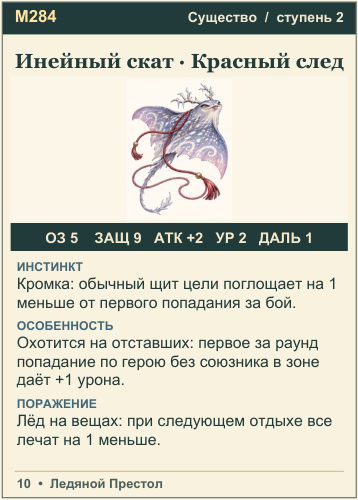 M284
Существо / ступень 2
Инейный скат · Красный след
ОЗ 5 ЗАЩ 9 АТК +2 УР 2 ДАЛЬ 1
ИНСТИНКТ
Кромка: обычный щит цели поглощает на 1
меньше от первого попадания за бой.
ОСОБЕННОСТЬ
Охотится на отставших: первое за раунд
попадание по герою без союзника в зоне
даёт +1 урона.
ПОРАЖЕНИЕ
Лёд на вещах: при следующем отдыхе все
лечат на 1 меньше.
10 • Ледяной Престол